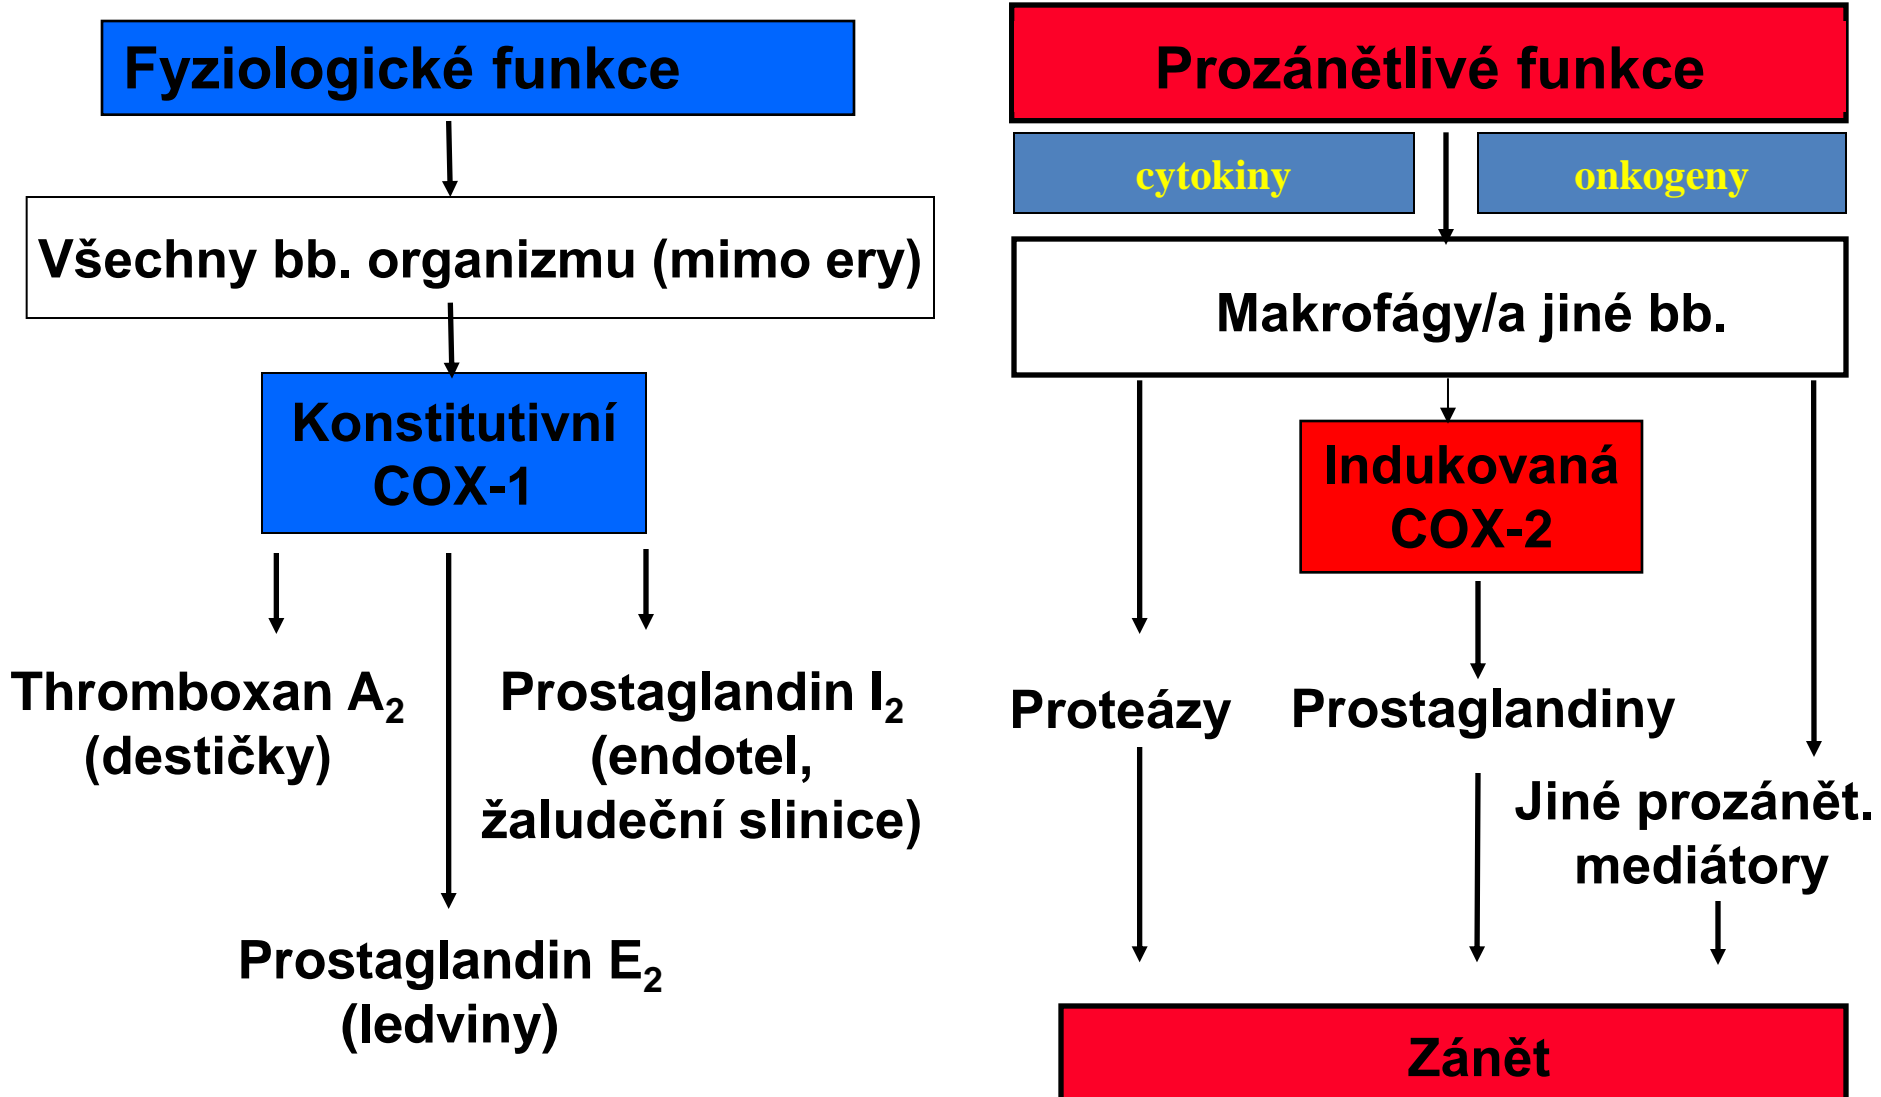 Fyziologické funkce
Všechny bb. organizmu (mimo ery)
Konstitutivní
COX-1
Thromboxan A₂
(destičky)
Prostaglandin I₂
(endotel,
žaludeční slinice)
Prostaglandin E₂
(ledviny)
Prozánětlivé funkce
cytokiny
onkogeny
Makrofágy/a jiné bb.
Indukovaná
COX-2
Proteázy
Prostaglandiny
Jiné prozánět.
mediátory
Zánět